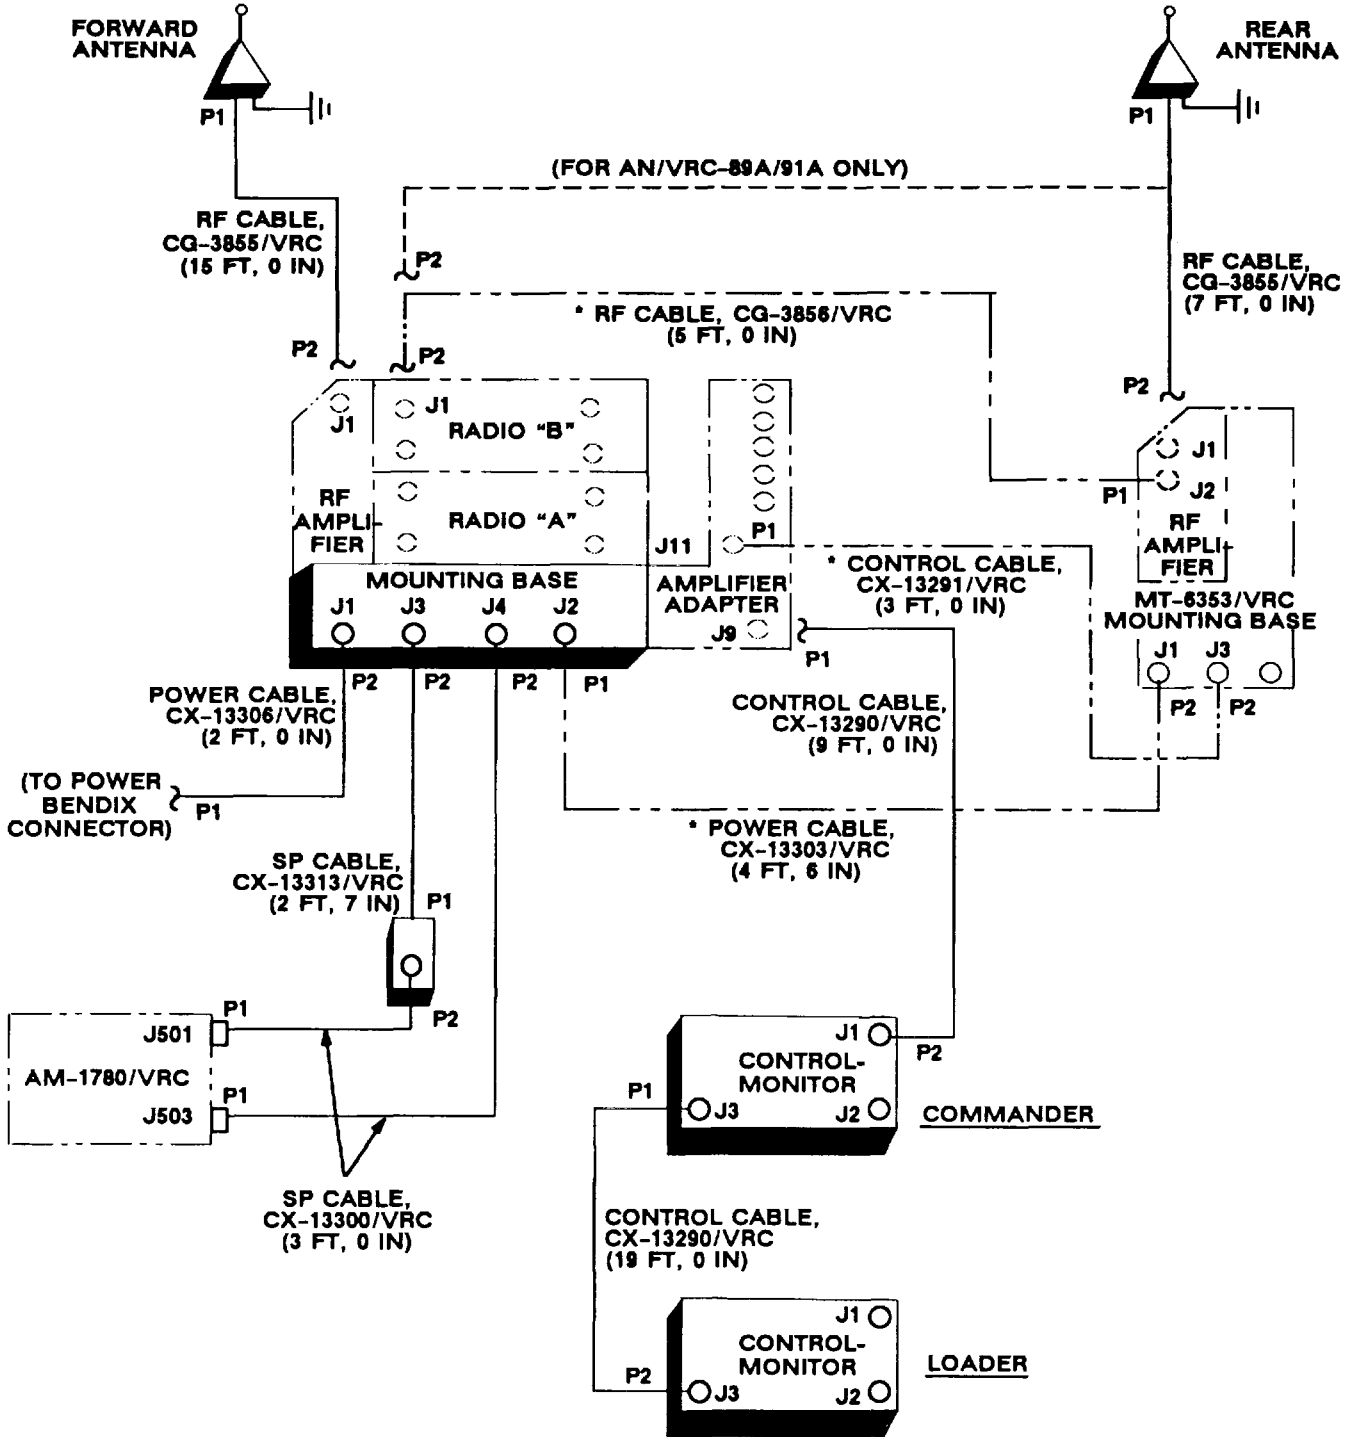 FORWARD
ANTENNA
REAR
ANTENNA
P1
P1
(FOR AN/VRC-89A/91A ONLY)
RF CABLE,
CG-3855/VRC
(15 FT, 0 IN)
P2
RF CABLE,
CG-3855/VRC
(7 FT, 0 IN)
* RF CABLE, CG-3856/VRC
(5 FT, 0 IN)
P2
P2
P2
J1
J1
RADIO "B"
J1
J2
P1
RF
AMPLI-
FIER
RADIO "A"
P1
J11
RF
AMPLI-
FIER
* CONTROL CABLE,
CX-13291/VRC
(3 FT, 0 IN)
MOUNTING BASE
J1
J3
J4
J2
AMPLIFIER
ADAPTER
J9
P1
MT-6353/VRC
MOUNTING BASE
J1
J3
P2
P2
P2
P2
P2
P1
POWER CABLE,
CX-13306/VRC
(2 FT, 0 IN)
CONTROL CABLE,
CX-13290/VRC
(9 FT, 0 IN)
(TO POWER
BENDIX
CONNECTOR)
P1
* POWER CABLE,
CX-13303/VRC
(4 FT, 6 IN)
SP CABLE,
CX-13313/VRC
(2 FT, 7 IN)
P1
P2
P1
J501
AM-1780/VRC
P1
J503
SP CABLE,
CX-13300/VRC
(3 FT, 0 IN)
J1
P2
CONTROL-
MONITOR
P1
J3
J2
COMMANDER
CONTROL CABLE,
CX-13290/VRC
(19 FT, 0 IN)
J1
CONTROL-
MONITOR
LOADER
P2
J3
J2